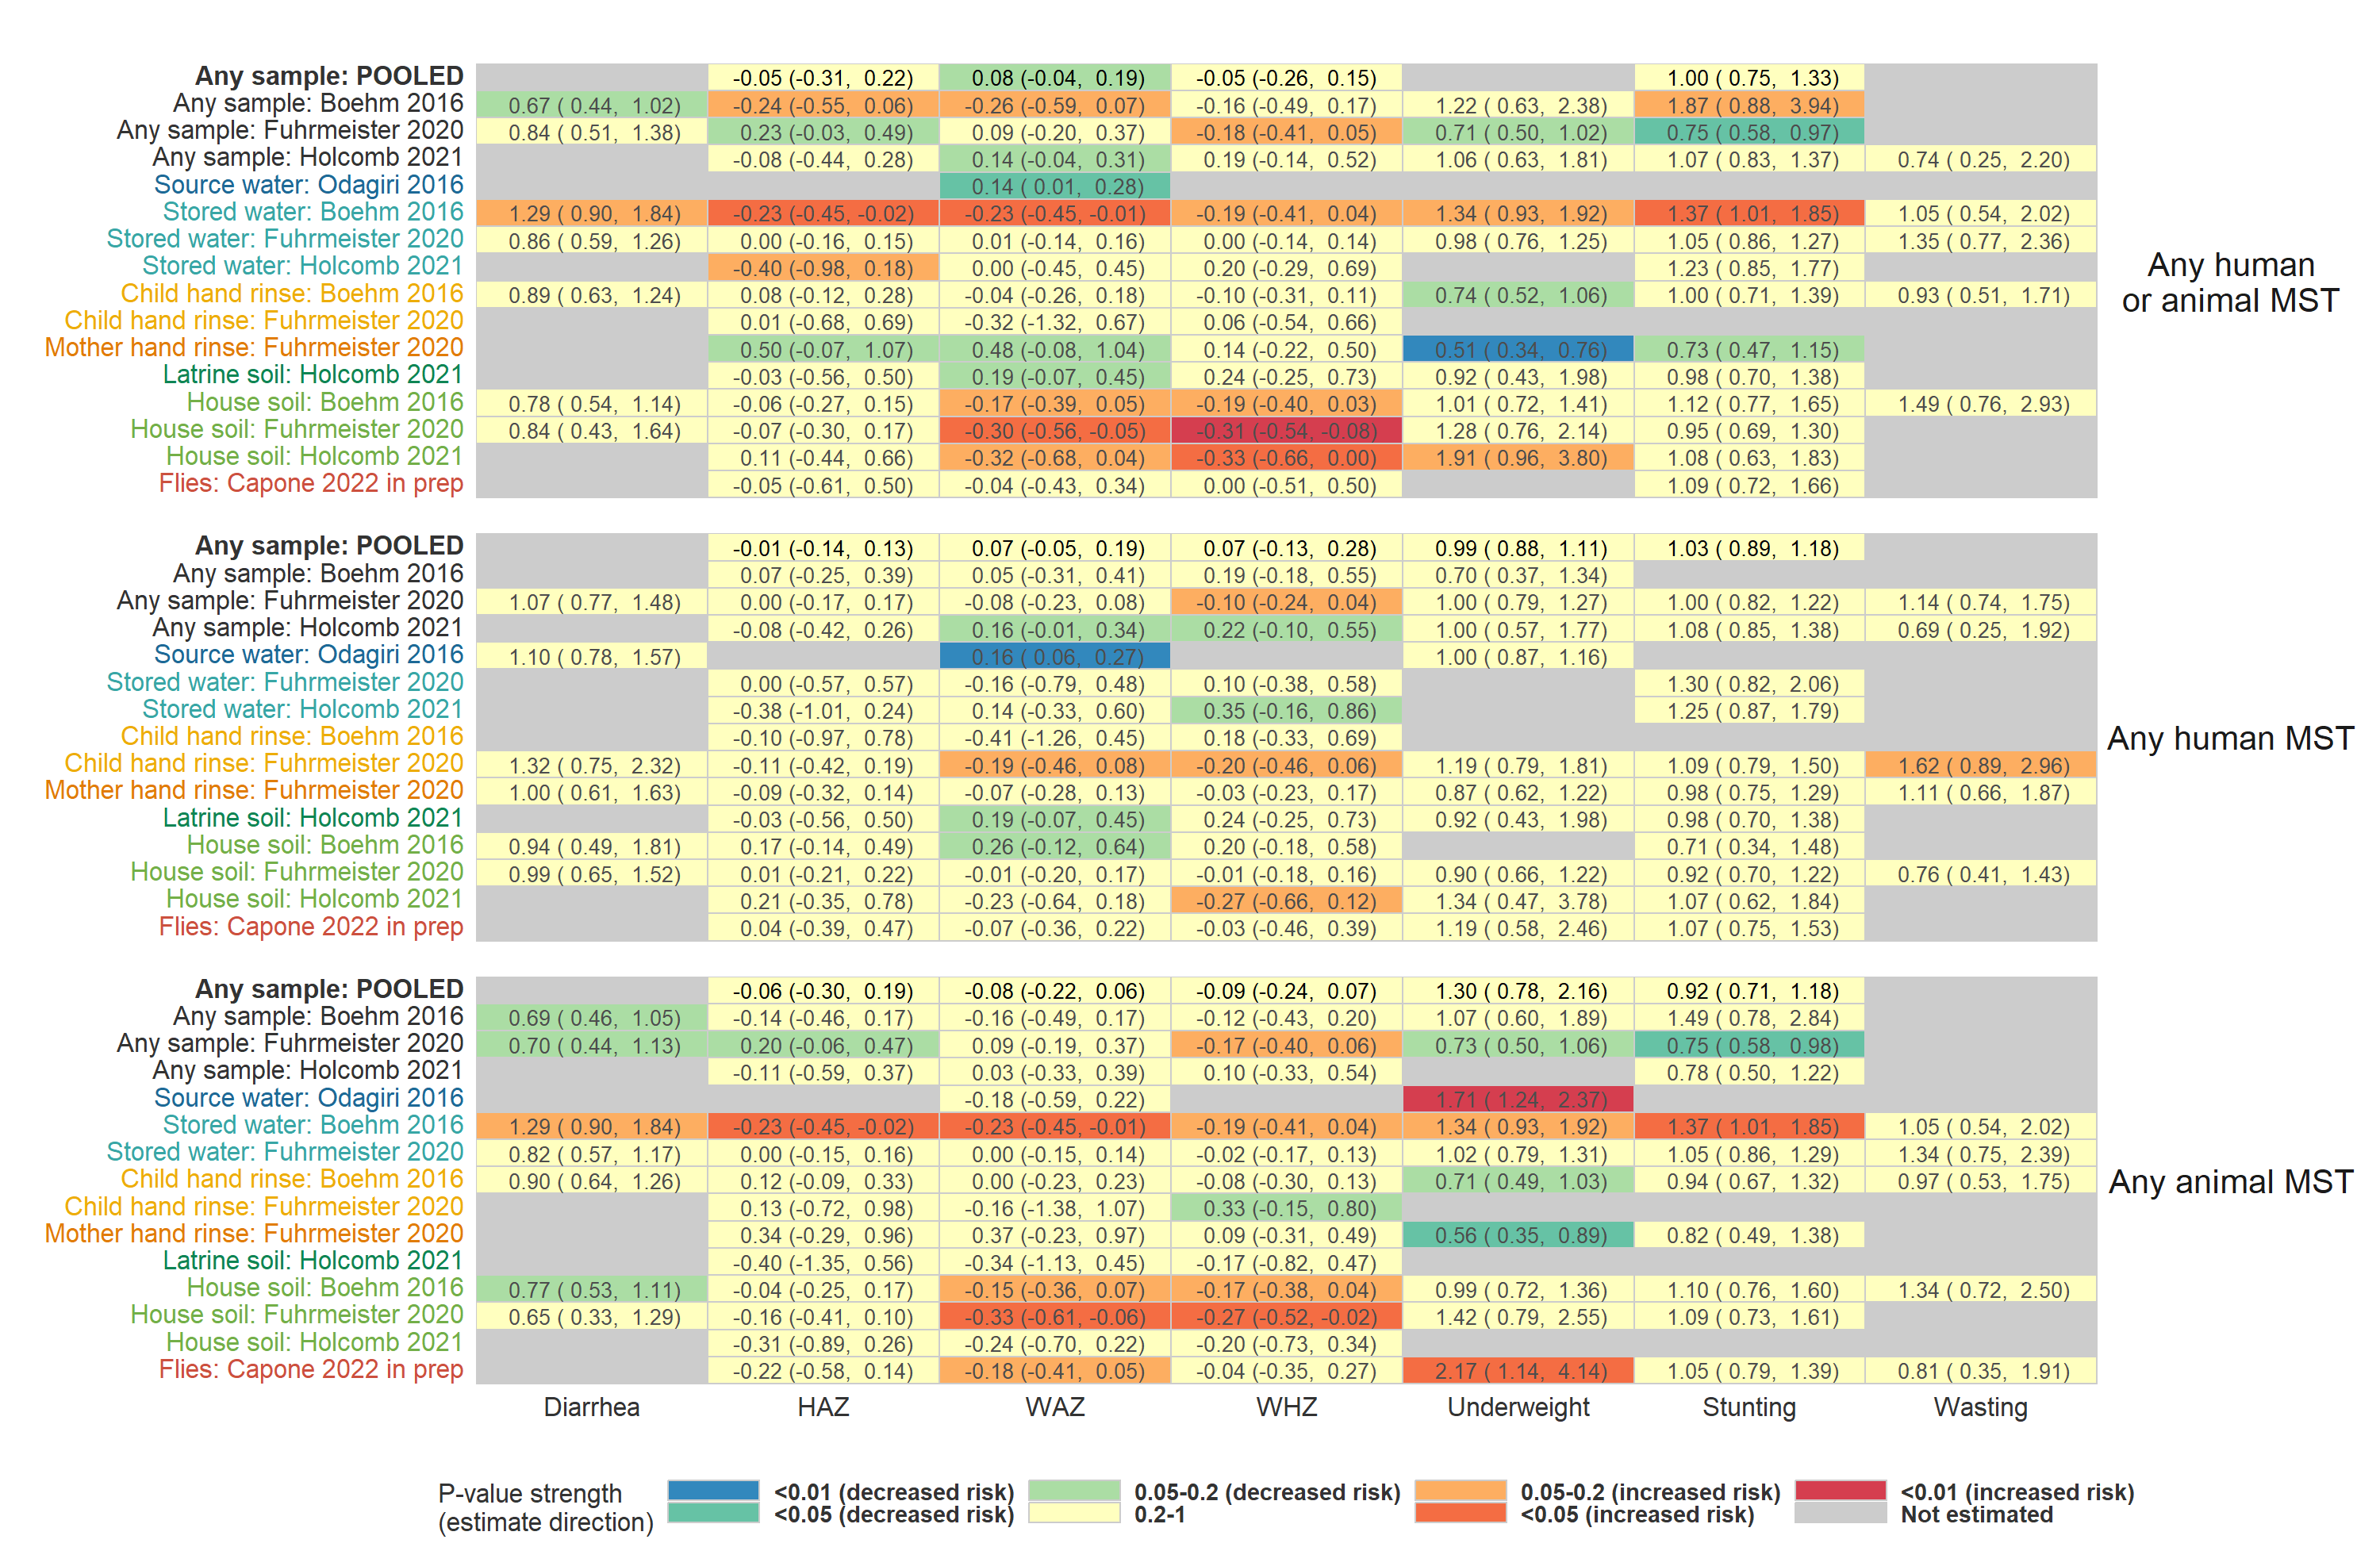 Any sample: POOLED -0.05 (-0.31, 0.22) 0.08 (-0.04, 0.19) -0.05 (-0.26, 0.15) 1.00 ( 0.75, 1.33)
Any sample: Boehm 2016 0.67 ( 0.44, 1.02) -0.24 (-0.55, 0.06) -0.26 (-0.59, 0.07) -0.16 (-0.49, 0.17) 1.22 ( 0.63, 2.38) 1.87 ( 0.88, 3.94)
Any sample: Fuhrmeister 2020 0.84 ( 0.51, 1.38) 0.23 (-0.03, 0.49) 0.09 (-0.20, 0.37) -0.18 (-0.41, 0.05) 0.71 ( 0.50, 1.02) 0.75 ( 0.58, 0.97)
Any sample: Holcomb 2021 -0.08 (-0.44, 0.28) 0.14 (-0.04, 0.31) 0.19 (-0.14, 0.52) 1.06 ( 0.63, 1.81) 1.07 ( 0.83, 1.37) 0.74 ( 0.25, 2.20)
Source water: Odagiri 2016 0.14 ( 0.01, 0.28)
Stored water: Boehm 2016 1.29 ( 0.90, 1.84) -0.23 (-0.45, -0.02) -0.23 (-0.45, -0.01) -0.19 (-0.41, 0.04) 1.34 ( 0.93, 1.92) 1.37 ( 1.01, 1.85) 1.05 ( 0.54, 2.02)
Stored water: Fuhrmeister 2020 0.86 ( 0.59, 1.26) 0.00 (-0.16, 0.15) 0.01 (-0.14, 0.16) 0.00 (-0.14, 0.14) 0.98 ( 0.76, 1.25) 1.05 ( 0.86, 1.27) 1.35 ( 0.77, 2.36)
Stored water: Holcomb 2021 -0.40 (-0.98, 0.18) 0.00 (-0.45, 0.45) 0.20 (-0.29, 0.69) 1.23 ( 0.85, 1.77)
Child hand rinse: Boehm 2016 0.89 ( 0.63, 1.24) 0.08 (-0.12, 0.28) -0.04 (-0.26, 0.18) -0.10 (-0.31, 0.11) 0.74 ( 0.52, 1.06) 1.00 ( 0.71, 1.39) 0.93 ( 0.51, 1.71)
Child hand rinse: Fuhrmeister 2020 0.01 (-0.68, 0.69) -0.32 (-1.32, 0.67) 0.06 (-0.54, 0.66)
Mother hand rinse: Fuhrmeister 2020 0.50 (-0.07, 1.07) 0.48 (-0.08, 1.04) 0.14 (-0.22, 0.50) 0.51 ( 0.34, 0.76) 0.73 ( 0.47, 1.15)
Latrine soil: Holcomb 2021 -0.03 (-0.56, 0.50) 0.19 (-0.07, 0.45) 0.24 (-0.25, 0.73) 0.92 ( 0.43, 1.98) 0.98 ( 0.70, 1.38)
House soil: Boehm 2016 0.78 ( 0.54, 1.14) -0.06 (-0.27, 0.15) -0.17 (-0.39, 0.05) -0.19 (-0.40, 0.03) 1.01 ( 0.72, 1.41) 1.12 ( 0.77, 1.65) 1.49 ( 0.76, 2.93)
House soil: Fuhrmeister 2020 0.84 ( 0.43, 1.64) -0.07 (-0.30, 0.17) -0.30 (-0.56, -0.05) -0.31 (-0.54, -0.08) 1.28 ( 0.76, 2.14) 0.95 ( 0.69, 1.30)
House soil: Holcomb 2021 0.11 (-0.44, 0.66) -0.32 (-0.68, 0.04) -0.33 (-0.66, 0.00) 1.91 ( 0.96, 3.80) 1.08 ( 0.63, 1.83)
Flies: Capone 2022 in prep -0.05 (-0.61, 0.50) -0.04 (-0.43, 0.34) 0.00 (-0.51, 0.50) 1.09 ( 0.72, 1.66)
Any human
or animal MST
Any sample: POOLED -0.01 (-0.14, 0.13) 0.07 (-0.05, 0.19) 0.07 (-0.13, 0.28) 0.99 ( 0.88, 1.11) 1.03 ( 0.89, 1.18)
Any sample: Boehm 2016 0.07 (-0.25, 0.39) 0.05 (-0.31, 0.41) 0.19 (-0.18, 0.55) 0.70 ( 0.37, 1.34)
Any sample: Fuhrmeister 2020 1.07 ( 0.77, 1.48) 0.00 (-0.17, 0.17) -0.08 (-0.23, 0.08) -0.10 (-0.24, 0.04) 1.00 ( 0.79, 1.27) 1.00 ( 0.82, 1.22) 1.14 ( 0.74, 1.75)
Any sample: Holcomb 2021 -0.08 (-0.42, 0.26) 0.16 (-0.01, 0.34) 0.22 (-0.10, 0.55) 1.00 ( 0.57, 1.77) 1.08 ( 0.85, 1.38) 0.69 ( 0.25, 1.92)
Source water: Odagiri 2016 1.10 ( 0.78, 1.57) 0.16 ( 0.06, 0.27) 1.00 ( 0.87, 1.16)
Stored water: Fuhrmeister 2020 0.00 (-0.57, 0.57) -0.16 (-0.79, 0.48) 0.10 (-0.38, 0.58) 1.30 ( 0.82, 2.06)
Stored water: Holcomb 2021 -0.38 (-1.01, 0.24) 0.14 (-0.33, 0.60) 0.35 (-0.16, 0.86) 1.25 ( 0.87, 1.79)
Child hand rinse: Boehm 2016 -0.10 (-0.97, 0.78) -0.41 (-1.26, 0.45) 0.18 (-0.33, 0.69)
Child hand rinse: Fuhrmeister 2020 1.32 ( 0.75, 2.32) -0.11 (-0.42, 0.19) -0.19 (-0.46, 0.08) -0.20 (-0.46, 0.06) 1.19 ( 0.79, 1.81) 1.09 ( 0.79, 1.50) 1.62 ( 0.89, 2.96)
Mother hand rinse: Fuhrmeister 2020 1.00 ( 0.61, 1.63) -0.09 (-0.32, 0.14) -0.07 (-0.28, 0.13) -0.03 (-0.23, 0.17) 0.87 ( 0.62, 1.22) 0.98 ( 0.75, 1.29) 1.11 ( 0.66, 1.87)
Latrine soil: Holcomb 2021 -0.03 (-0.56, 0.50) 0.19 (-0.07, 0.45) 0.24 (-0.25, 0.73) 0.92 ( 0.43, 1.98) 0.98 ( 0.70, 1.38)
House soil: Boehm 2016 0.94 ( 0.49, 1.81) 0.17 (-0.14, 0.49) 0.26 (-0.12, 0.64) 0.20 (-0.18, 0.58) 0.71 ( 0.34, 1.48)
House soil: Fuhrmeister 2020 0.99 ( 0.65, 1.52) 0.01 (-0.21, 0.22) -0.01 (-0.20, 0.17) -0.01 (-0.18, 0.16) 0.90 ( 0.66, 1.22) 0.92 ( 0.70, 1.22) 0.76 ( 0.41, 1.43)
House soil: Holcomb 2021 0.21 (-0.35, 0.78) -0.23 (-0.64, 0.18) -0.27 (-0.66, 0.12) 1.34 ( 0.47, 3.78) 1.07 ( 0.62, 1.84)
Flies: Capone 2022 in prep 0.04 (-0.39, 0.47) -0.07 (-0.36, 0.22) -0.03 (-0.46, 0.39) 1.19 ( 0.58, 2.46) 1.07 ( 0.75, 1.53)
Any human MST
Any sample: POOLED -0.06 (-0.30, 0.19) -0.08 (-0.22, 0.06) -0.09 (-0.24, 0.07) 1.30 ( 0.78, 2.16) 0.92 ( 0.71, 1.18)
Any sample: Boehm 2016 0.69 ( 0.46, 1.05) -0.14 (-0.46, 0.17) -0.16 (-0.49, 0.17) -0.12 (-0.43, 0.20) 1.07 ( 0.60, 1.89) 1.49 ( 0.78, 2.84)
Any sample: Fuhrmeister 2020 0.70 ( 0.44, 1.13) 0.20 (-0.06, 0.47) 0.09 (-0.19, 0.37) -0.17 (-0.40, 0.06) 0.73 ( 0.50, 1.06) 0.75 ( 0.58, 0.98)
Any sample: Holcomb 2021 -0.11 (-0.59, 0.37) 0.03 (-0.33, 0.39) 0.10 (-0.33, 0.54) 0.78 ( 0.50, 1.22)
Source water: Odagiri 2016 -0.18 (-0.59, 0.22) 1.71 ( 1.24, 2.37)
Stored water: Boehm 2016 1.29 ( 0.90, 1.84) -0.23 (-0.45, -0.02) -0.23 (-0.45, -0.01) -0.19 (-0.41, 0.04) 1.34 ( 0.93, 1.92) 1.37 ( 1.01, 1.85) 1.05 ( 0.54, 2.02)
Stored water: Fuhrmeister 2020 0.82 ( 0.57, 1.17) 0.00 (-0.15, 0.16) 0.00 (-0.15, 0.14) -0.02 (-0.17, 0.13) 1.02 ( 0.79, 1.31) 1.05 ( 0.86, 1.29) 1.34 ( 0.75, 2.39)
Child hand rinse: Boehm 2016 0.90 ( 0.64, 1.26) 0.12 (-0.09, 0.33) 0.00 (-0.23, 0.23) -0.08 (-0.30, 0.13) 0.71 ( 0.49, 1.03) 0.94 ( 0.67, 1.32) 0.97 ( 0.53, 1.75)
Child hand rinse: Fuhrmeister 2020 0.13 (-0.72, 0.98) -0.16 (-1.38, 1.07) 0.33 (-0.15, 0.80)
Mother hand rinse: Fuhrmeister 2020 0.34 (-0.29, 0.96) 0.37 (-0.23, 0.97) 0.09 (-0.31, 0.49) 0.56 ( 0.35, 0.89) 0.82 ( 0.49, 1.38)
Latrine soil: Holcomb 2021 -0.40 (-1.35, 0.56) -0.34 (-1.13, 0.45) -0.17 (-0.82, 0.47)
House soil: Boehm 2016 0.77 ( 0.53, 1.11) -0.04 (-0.25, 0.17) -0.15 (-0.36, 0.07) -0.17 (-0.38, 0.04) 0.99 ( 0.72, 1.36) 1.10 ( 0.76, 1.60) 1.34 ( 0.72, 2.50)
House soil: Fuhrmeister 2020 0.65 ( 0.33, 1.29) -0.16 (-0.41, 0.10) -0.33 (-0.61, -0.06) -0.27 (-0.52, -0.02) 1.42 ( 0.79, 2.55) 1.09 ( 0.73, 1.61)
House soil: Holcomb 2021 -0.31 (-0.89, 0.26) -0.24 (-0.70, 0.22) -0.20 (-0.73, 0.34)
Flies: Capone 2022 in prep -0.22 (-0.58, 0.14) -0.18 (-0.41, 0.05) -0.04 (-0.35, 0.27) 2.17 ( 1.14, 4.14) 1.05 ( 0.79, 1.39) 0.81 ( 0.35, 1.91)
Any animal MST
Diarrhea HAZ WAZ WHZ Underweight Stunting Wasting
P-value strength
(estimate direction)
<0.01 (decreased risk) 0.05-0.2 (decreased risk) 0.05-0.2 (increased risk) <0.01 (increased risk)
<0.05 (decreased risk) 0.2-1 <0.05 (increased risk) Not estimated